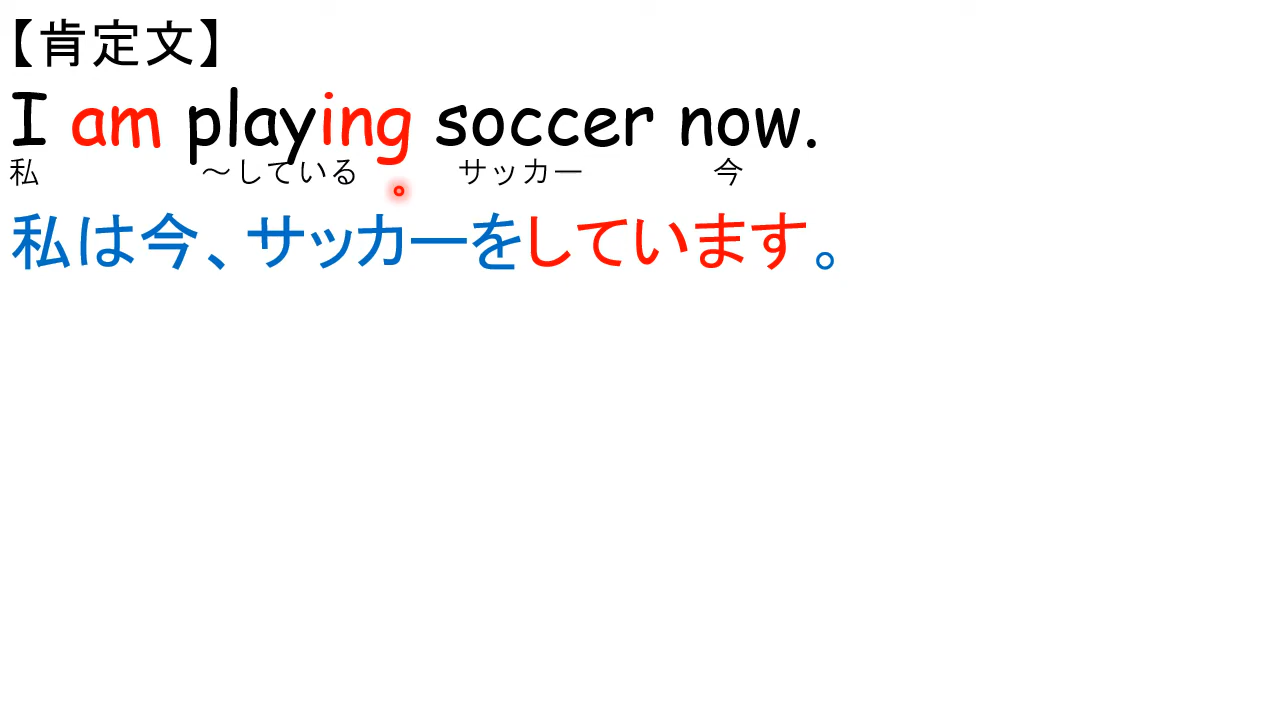 【肯定文】
I am playing soccer now.
私 ～している サッカー 今
私は今、サッカーをしています。